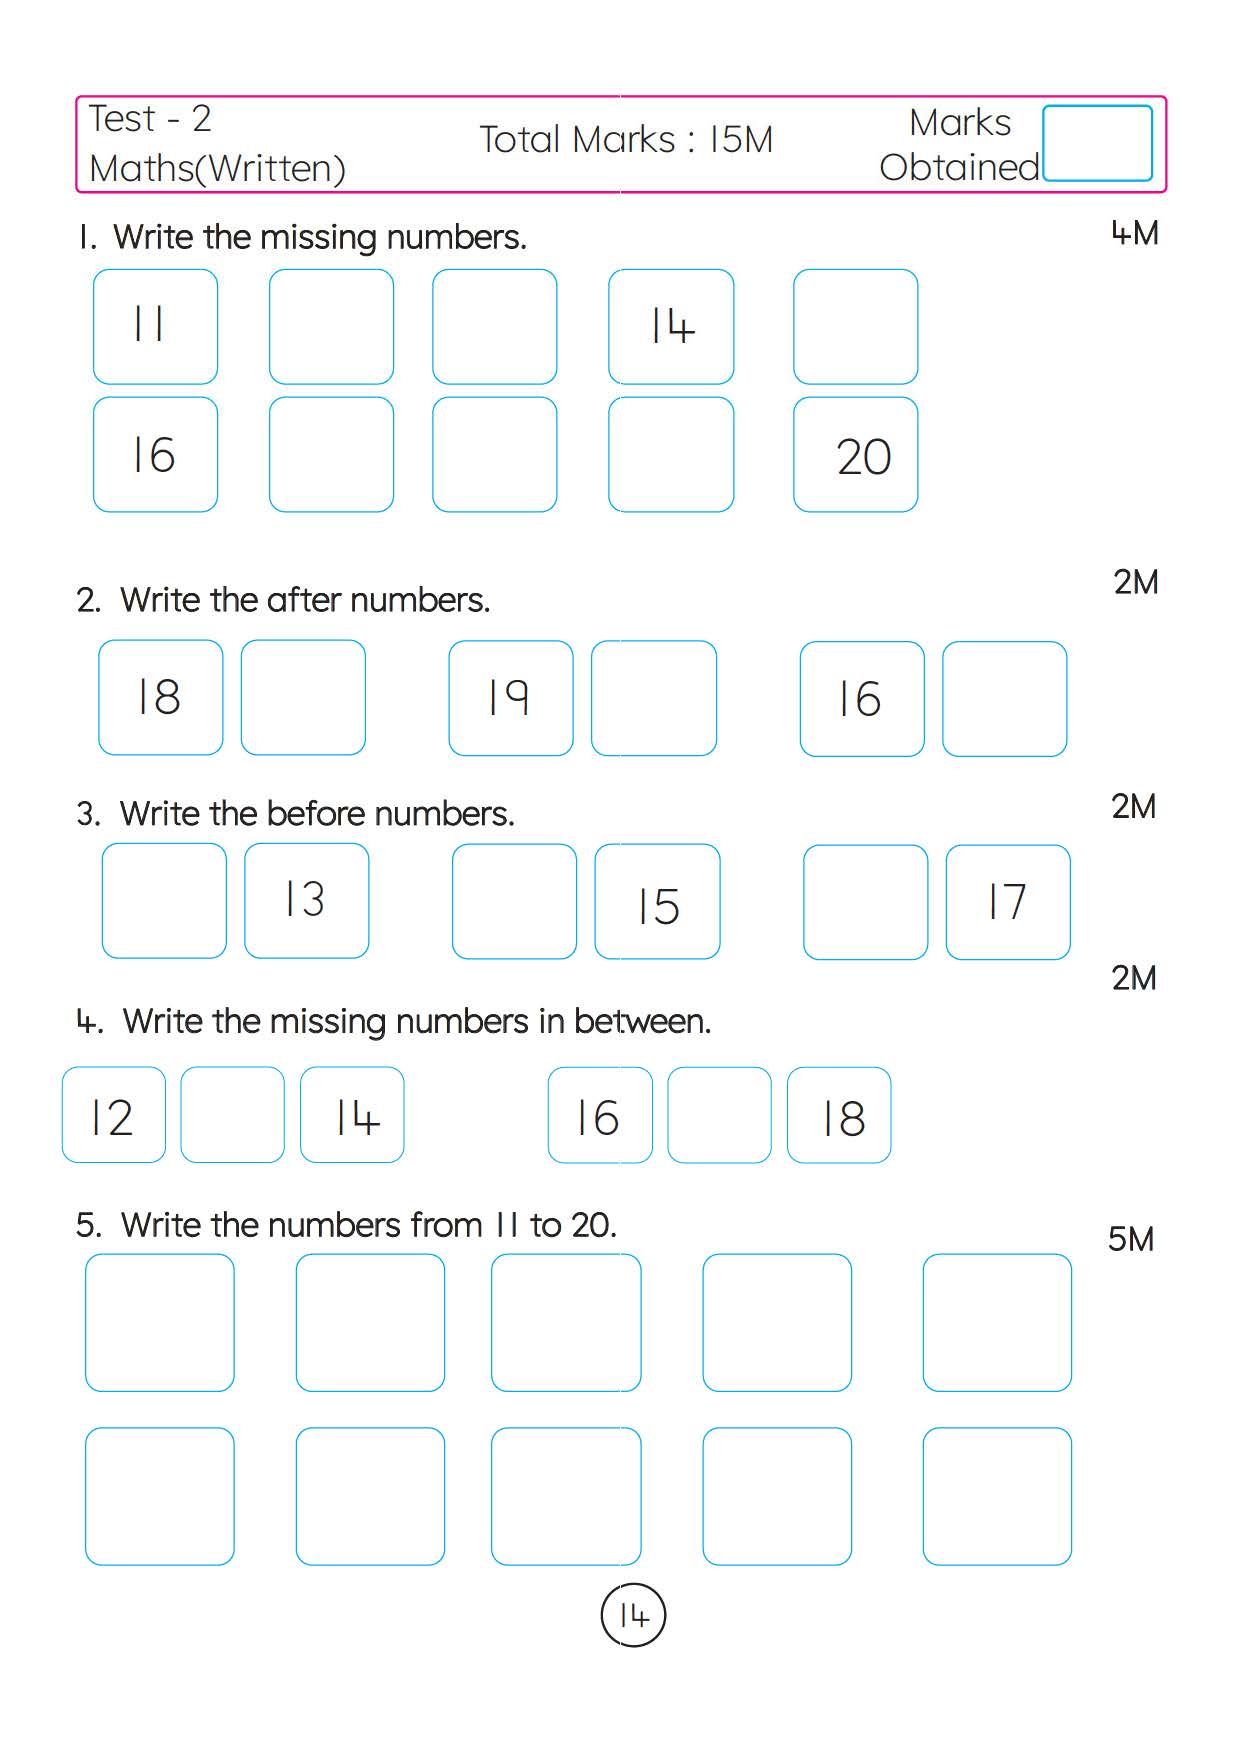 Test - 2
Maths(Written)
Total Marks : 15M
Marks
Obtained
1. Write the missing numbers.
4M
11 14
16 20
2M
2. Write the after numbers.
18 19 16
3. Write the before numbers.
2M
13 15 17
2M
4. Write the missing numbers in between.
12 14 16 18
5. Write the numbers from 11 to 20.
5M
14